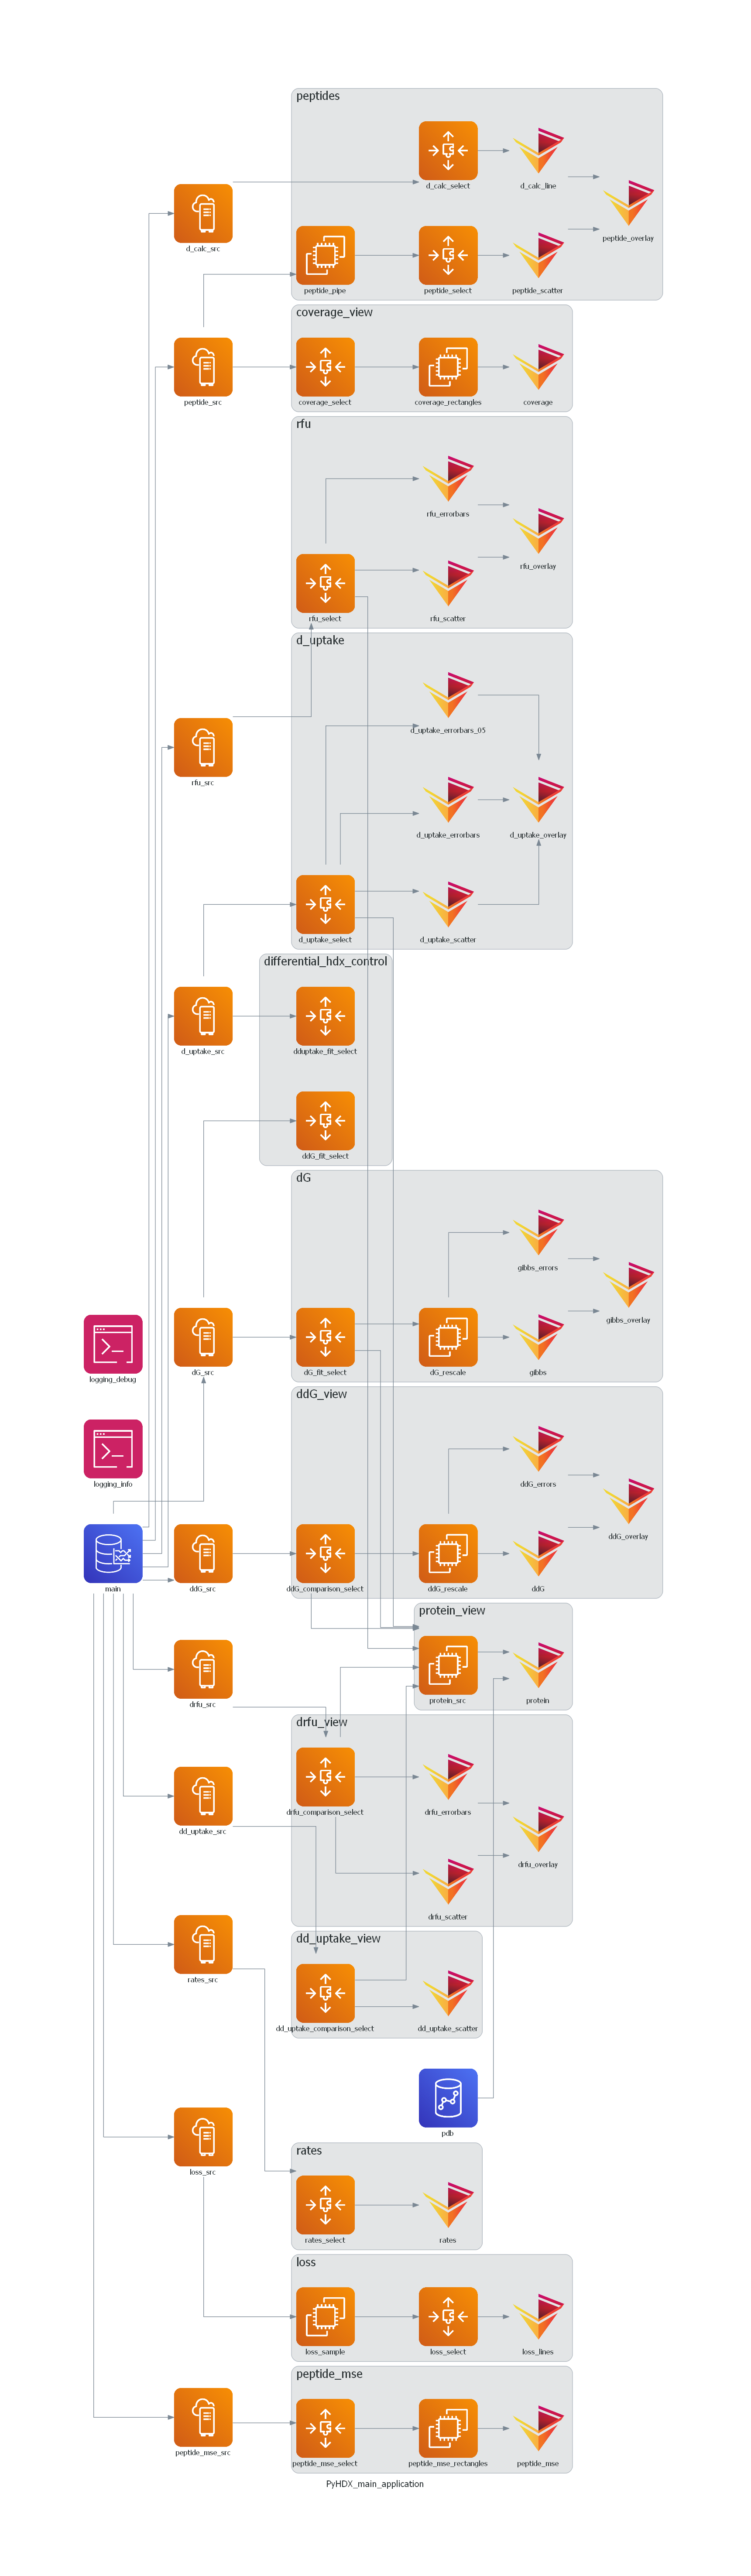 peptides
d_calc_select
d_calc_line
peptide_overlay
d_calc_src
peptide_pipe
peptide_select
peptide_scatter
coverage_view
peptide_src
coverage_select
coverage_rectangles
coverage
rfu
rfu_errorbars
rfu_overlay
rfu_select
rfu_scatter
d_uptake
d_uptake_errorbars_05
rfu_src
d_uptake_errorbars
d_uptake_overlay
d_uptake_select
d_uptake_scatter
differential_hdx_control
d_uptake_src
dduptake_fit_select
ddG_fit_select
dG
gibbs_errors
gibbs_overlay
logging_debug
dG_src
dG_fit_select
dG_rescale
gibbs
ddG_view
logging_info
ddG_errors
ddG_overlay
main
ddG_src
ddG_comparison_select
ddG_rescale
ddG
protein_view
drfu_src
protein_src
protein
drfu_view
dd_uptake_src
drfu_comparison_select
drfu_errorbars
drfu_overlay
drfu_scatter
dd_uptake_view
rates_src
dd_uptake_comparison_select
dd_uptake_scatter
pdb
rates
loss_src
rates_select
rates
loss
loss_sample
loss_select
loss_lines
peptide_mse
peptide_mse_src
peptide_mse_select
peptide_mse_rectangles
peptide_mse
PyHDX_main_application